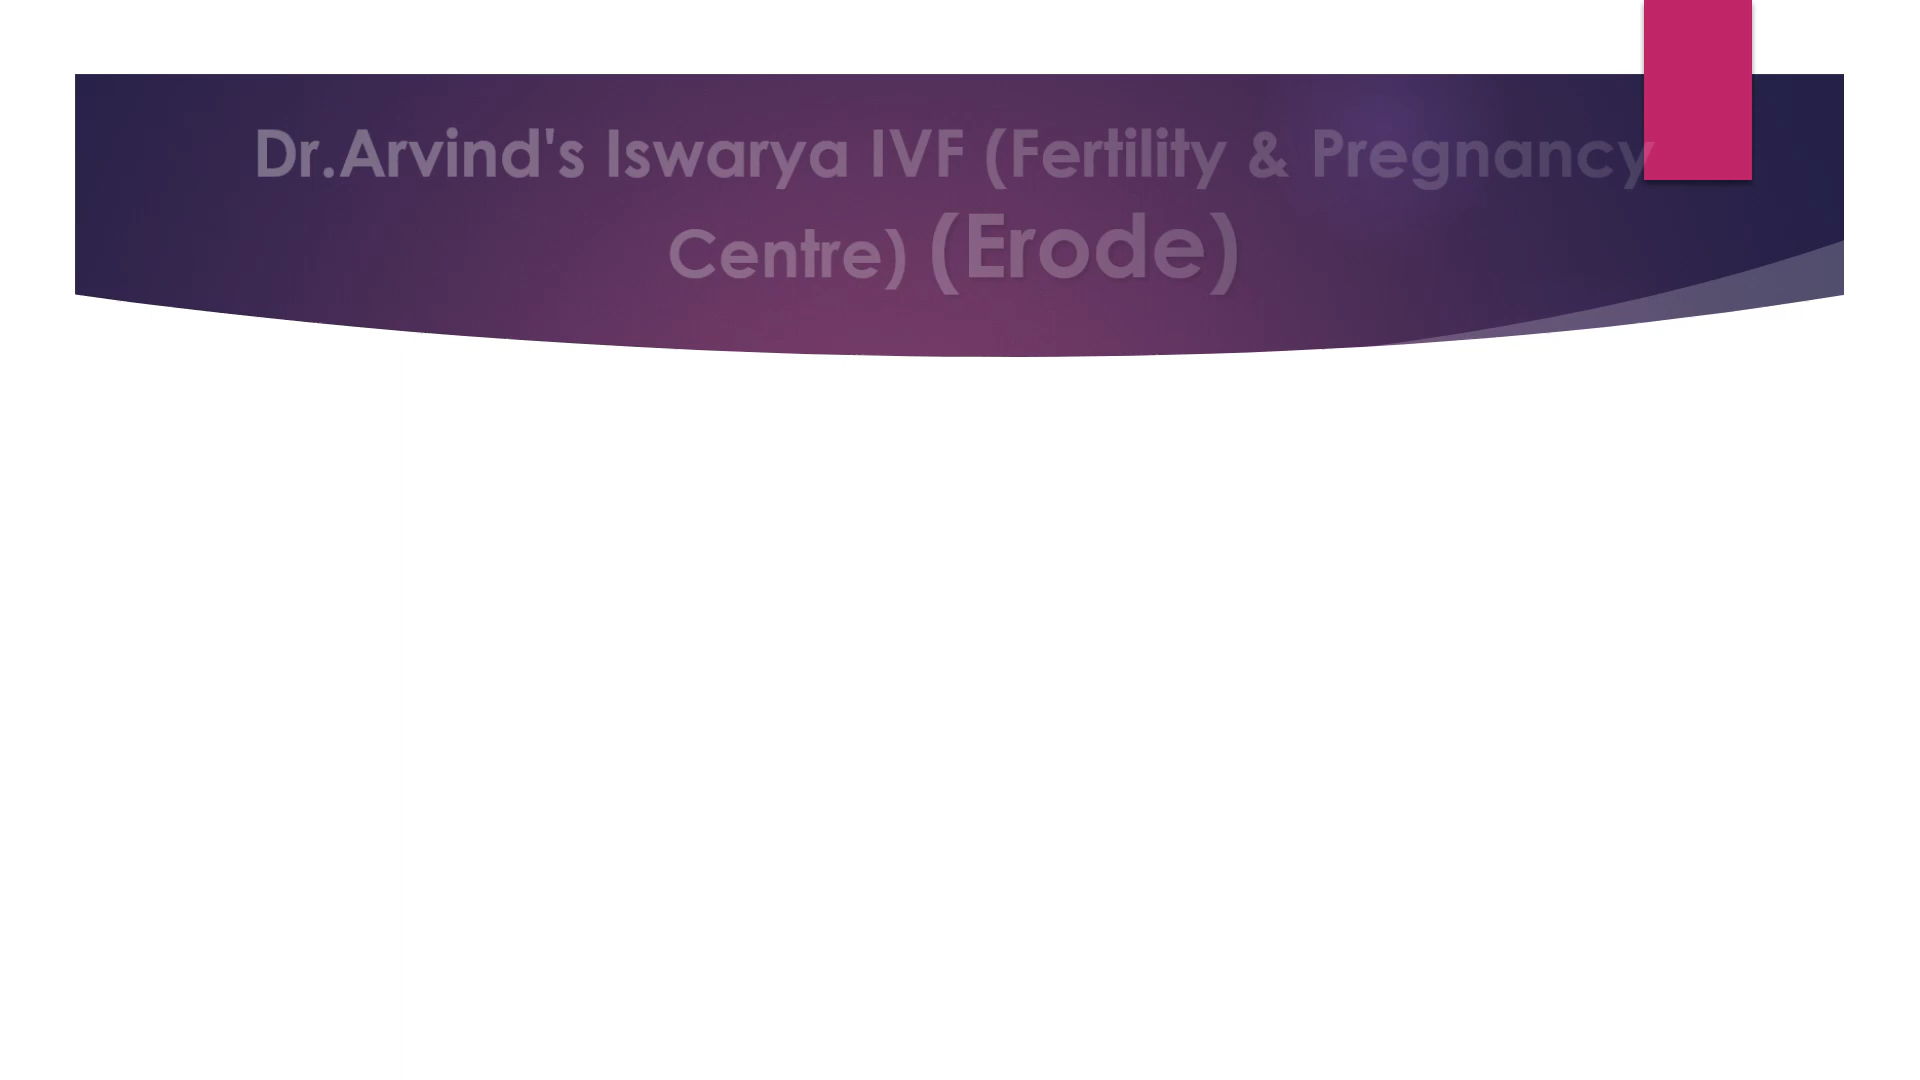 Dr.Arvind's Iswarya IVF (Fertility & Pregnancy
Centre) (Erode)